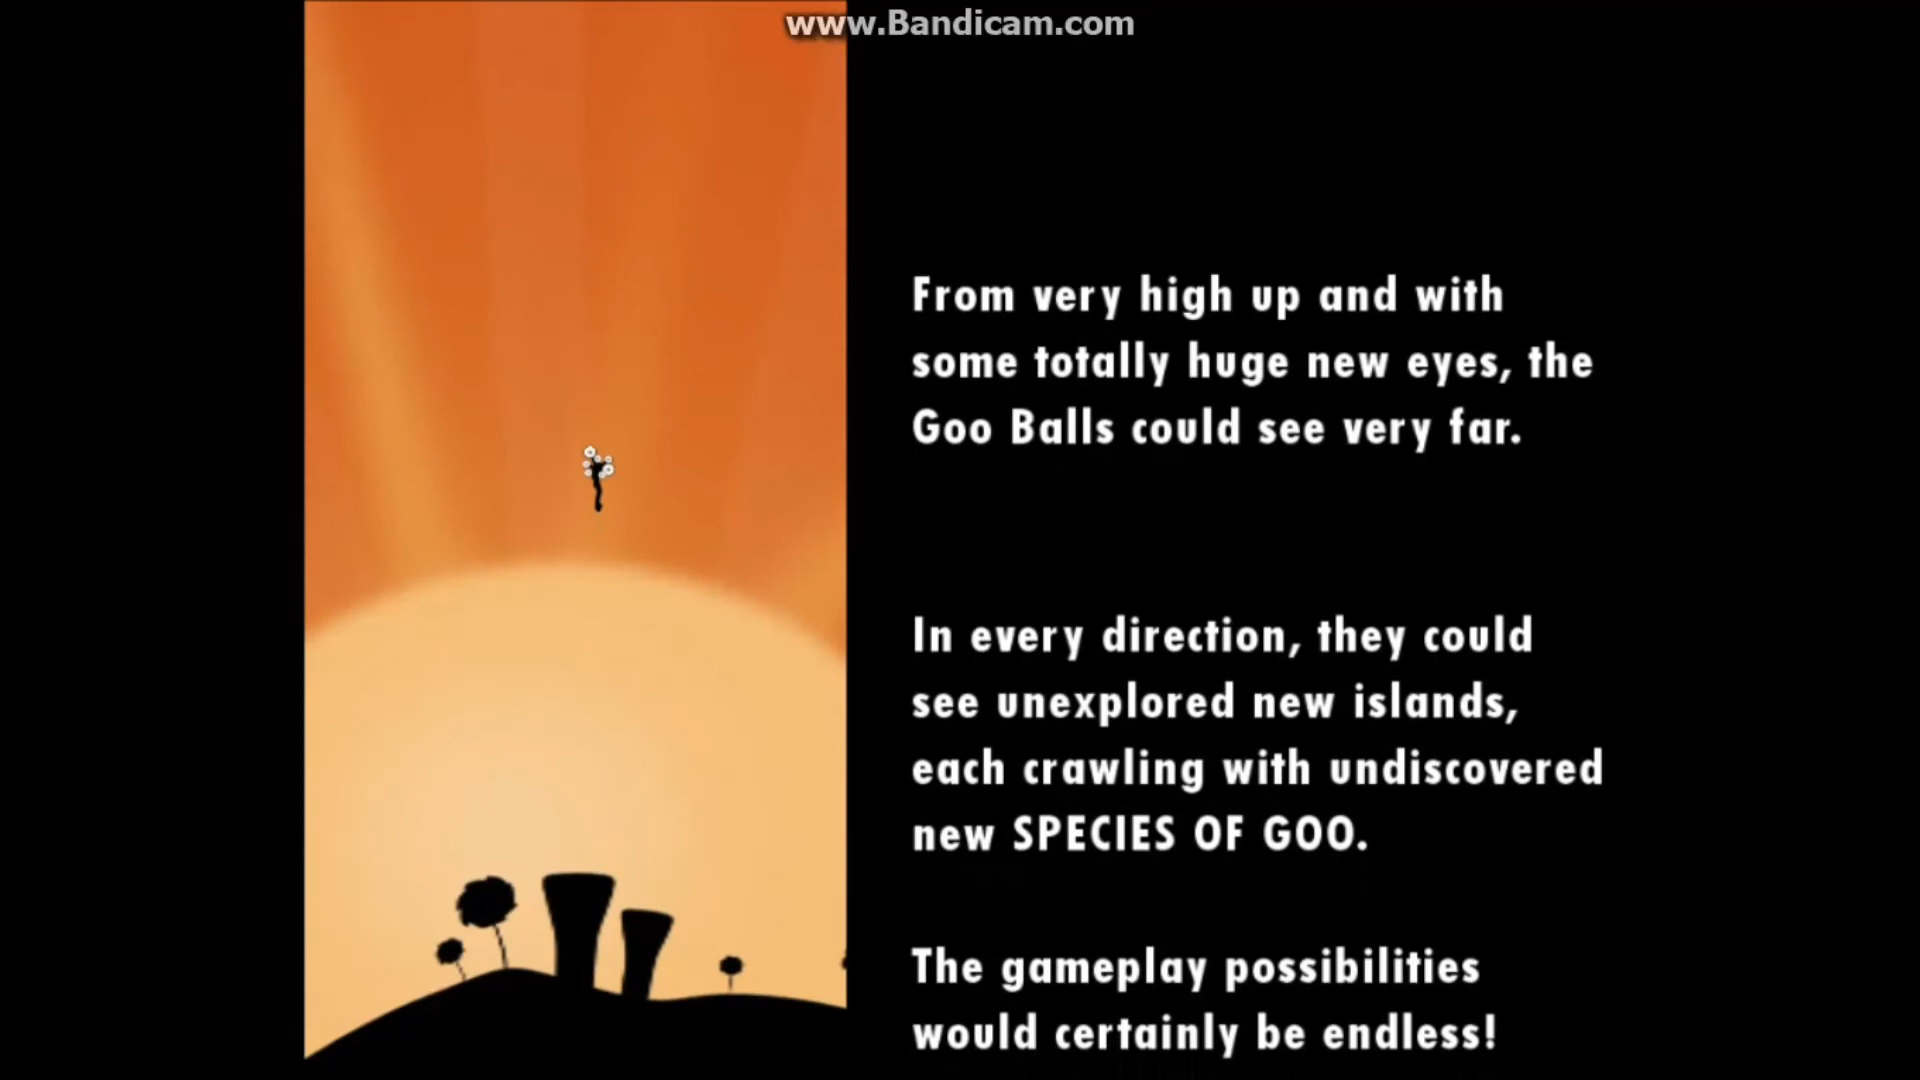 www.Bandicam.com
From very high up and with
some totally huge new eyes, the
Goo Balls could see very far.
In every direction, they could
see unexplored new islands,
each crawling with undiscovered
new SPECIES OF GOO.
The gameplay possibilities
would certainly be endless!